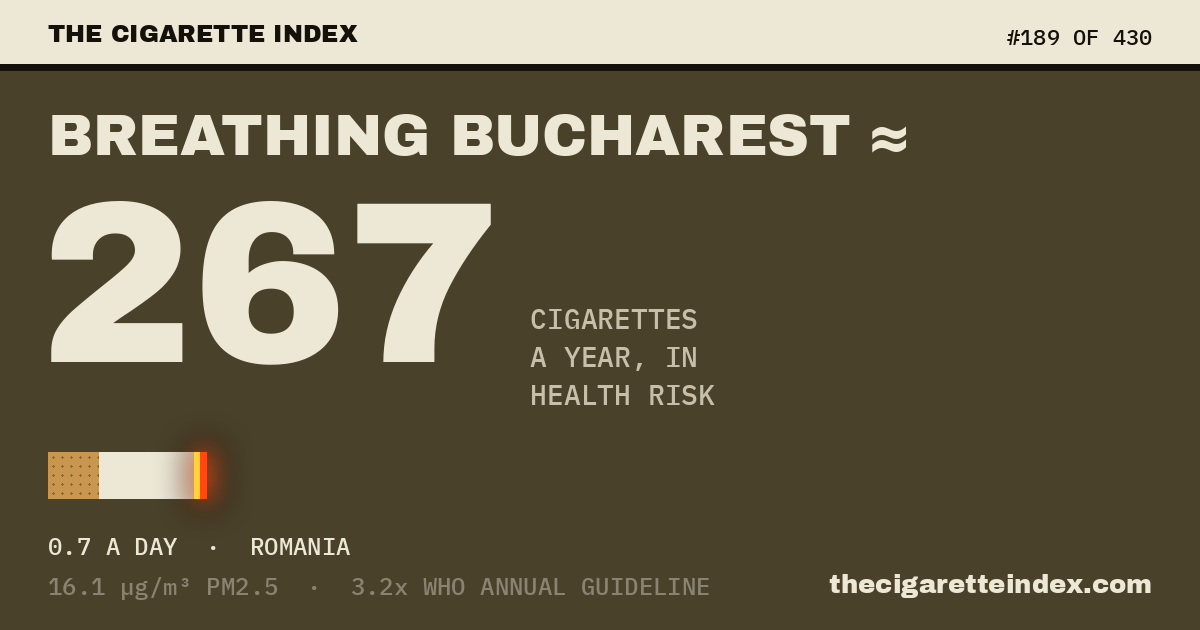 THE CIGARETTE INDEX
#189 OF 430
BREATHING BUCHAREST ≈
267
CIGARETTES
A YEAR, IN
HEALTH RISK
0.7 A DAY · ROMANIA
16.1 µg/m³ PM2.5 · 3.2x WHO ANNUAL GUIDELINE
thecigaretteindex.com